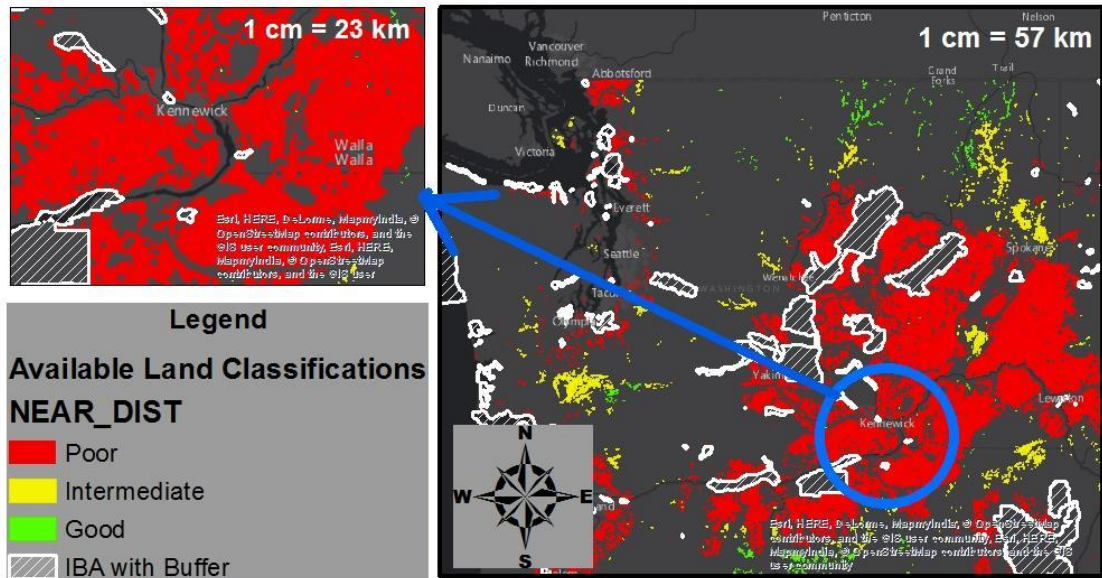 1 cm = 23 km
Kennewick
Walla
Walla
Esri, HERE, DeLorme, MapmyIndia, ©
OpenStreetMap contributors, and the
GIS user community, Esri, HERE,
MapmyIndia, © OpenStreetMap
contributors, and the GIS user
Legend
Available Land Classifications
NEAR_DIST
Poor
Intermediate
Good
IBA with Buffer
1 cm = 57 km
Penticton
Nelson
Vancouver
Nanaimo
Richmond
Abbotsford
Grand
Forks
Trail
Duncan
Victoria
Everett
Seattle
Spokane
Wenatchee
WASHINGTON
Tacoma
Olympia
Yakima
Lewiston
Kennewick
N
W
E
S
Esri, HERE, DeLorme, MapmyIndia, © OpenStreetMap
contributors, and the GIS user community, Esri, HERE,
MapmyIndia, © OpenStreetMap contributors, and the GIS
user community